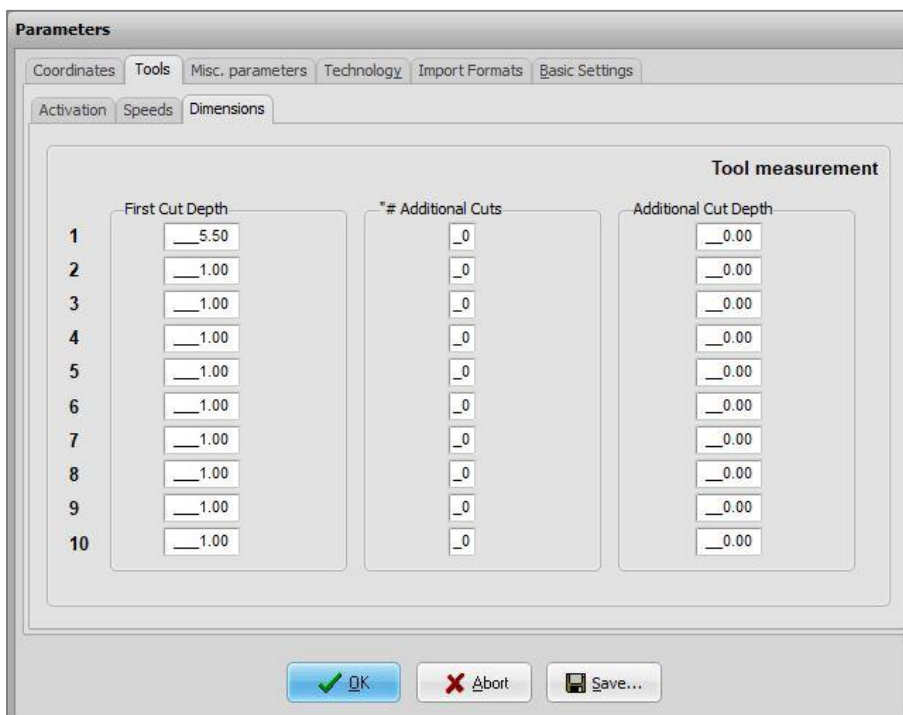 Parameters
Coordinates Tools Misc. parameters Technology Import Formats Basic Settings
Activation Speeds Dimensions
Tool measurement
First Cut Depth "# Additional Cuts Additional Cut Depth
1 ___5.50 _0 __0.00
2 ___1.00 _0 __0.00
3 ___1.00 _0 __0.00
4 ___1.00 _0 __0.00
5 ___1.00 _0 __0.00
6 ___1.00 _0 __0.00
7 ___1.00 _0 __0.00
8 ___1.00 _0 __0.00
9 ___1.00 _0 __0.00
10 ___1.00 _0 __0.00
OK Abort Save...